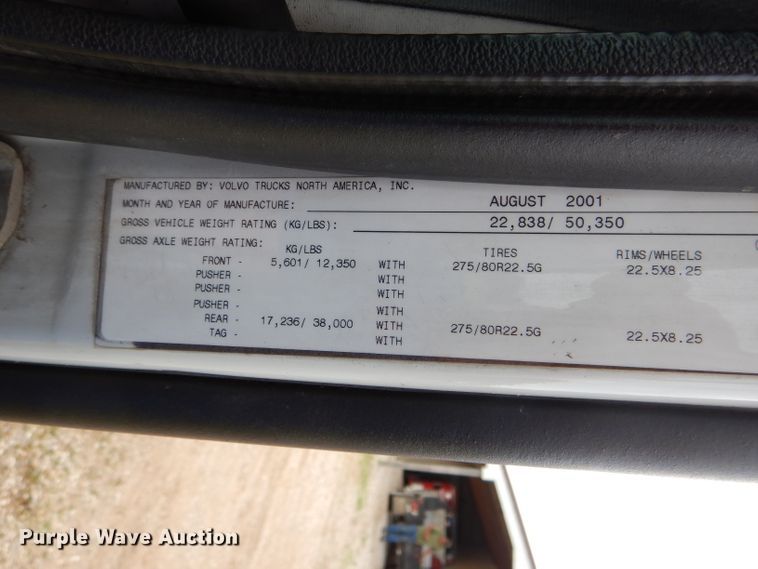 MANUFACTURED BY: VOLVO TRUCKS NORTH AMERICA, INC.
MONTH AND YEAR OF MANUFACTURE: AUGUST 2001
GROSS VEHICLE WEIGHT RATING (KG/LBS): 22,838/ 50,350
GROSS AXLE WEIGHT RATING: KG/LBS TIRES RIMS/WHEELS
FRONT - 5,601/ 12,350 WITH 275/80R22.5G 22.5X8.25
PUSHER - WITH
PUSHER - WITH
PUSHER - WITH
REAR - 17,236/ 38,000 WITH 275/80R22.5G 22.5X8.25
TAG - WITH
Purple Wave Auction